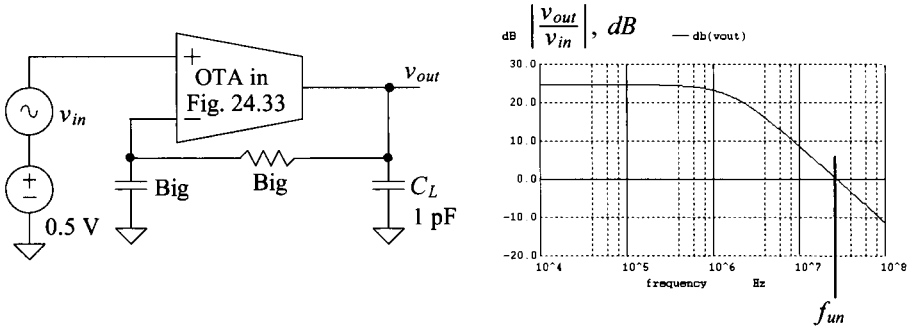 +
OTA in
Fig. 24.33
−
v_out
v_in
+
−
0.5 V
Big
Big
C_L
1 pF
dB |v_out/v_in|, dB
db(vout)
30.0
20.0
10.0
0.0
-10.0
-20.0
10^4 10^5 10^6 10^7 10^8
frequency Hz
f_un